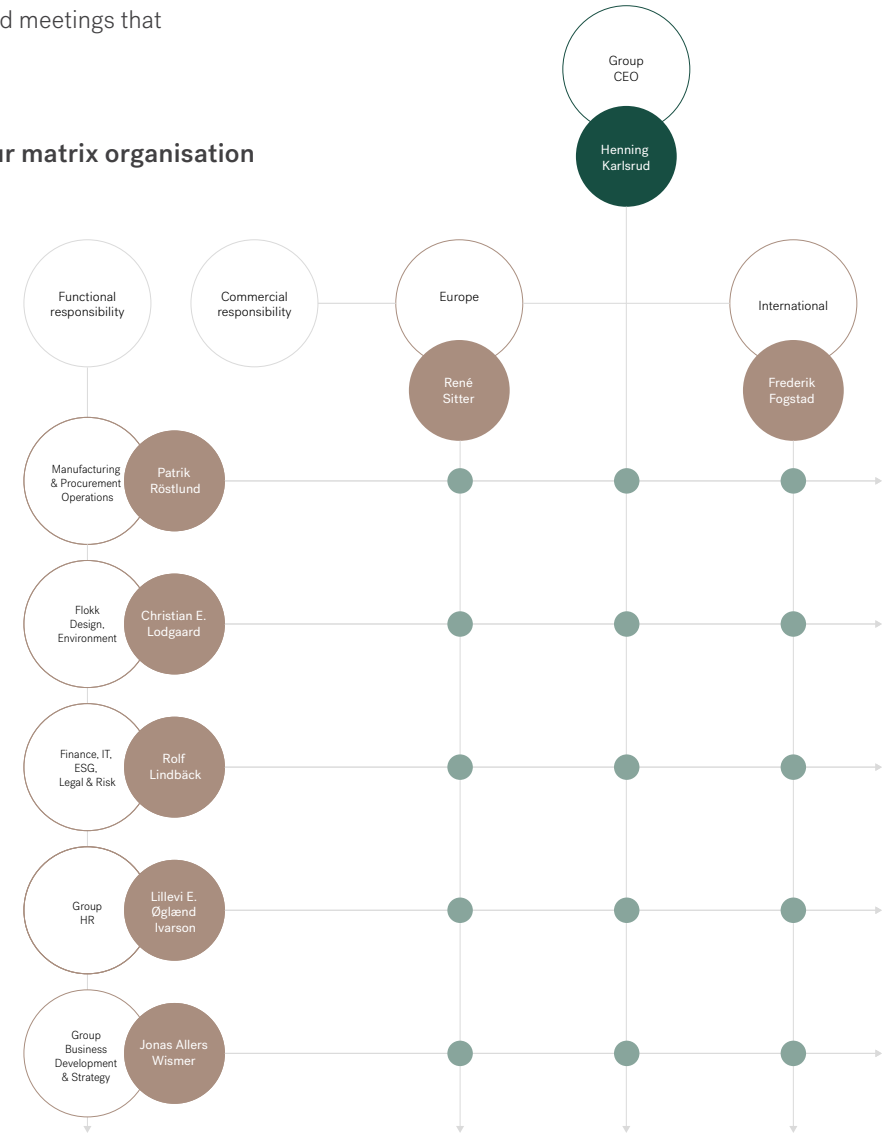 d meetings that
ur matrix organisation
Group
CEO
Henning
Karlsrud
Functional
responsibility
Commercial
responsibility
Europe
International
René
Sitter
Frederik
Fogstad
Manufacturing
& Procurement
Operations
Patrik
Röstlund
Flokk
Design,
Environment
Christian E.
Lodgaard
Finance, IT,
ESG,
Legal & Risk
Rolf
Lindbäck
Group
HR
Lillevi E.
Øglænd
Ivarson
Group
Business
Development
& Strategy
Jonas Allers
Wismer